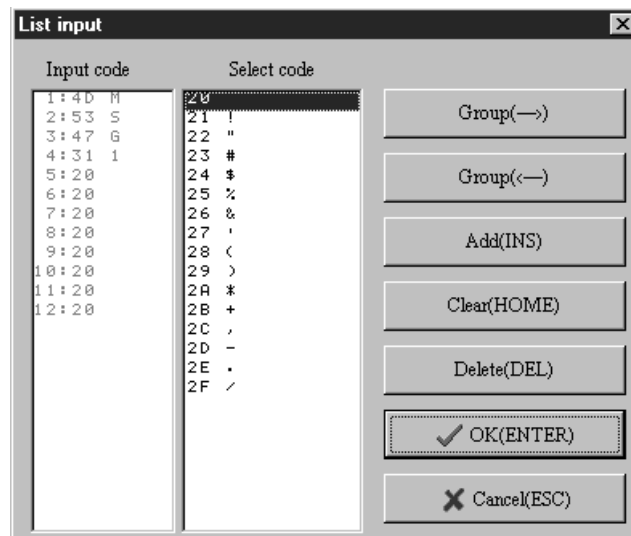 List input
Input code
Select code
1:4D M
2:53 S
3:47 G
4:31 1
5:20
6:20
7:20
8:20
9:20
10:20
11:20
12:20
20
21 !
22 "
23 #
24 $
25 %
26 &
27 '
28 (
29 )
2A *
2B +
2C ,
2D -
2E .
2F /
Group(—>)
Group(<—)
Add(INS)
Clear(HOME)
Delete(DEL)
OK(ENTER)
Cancel(ESC)